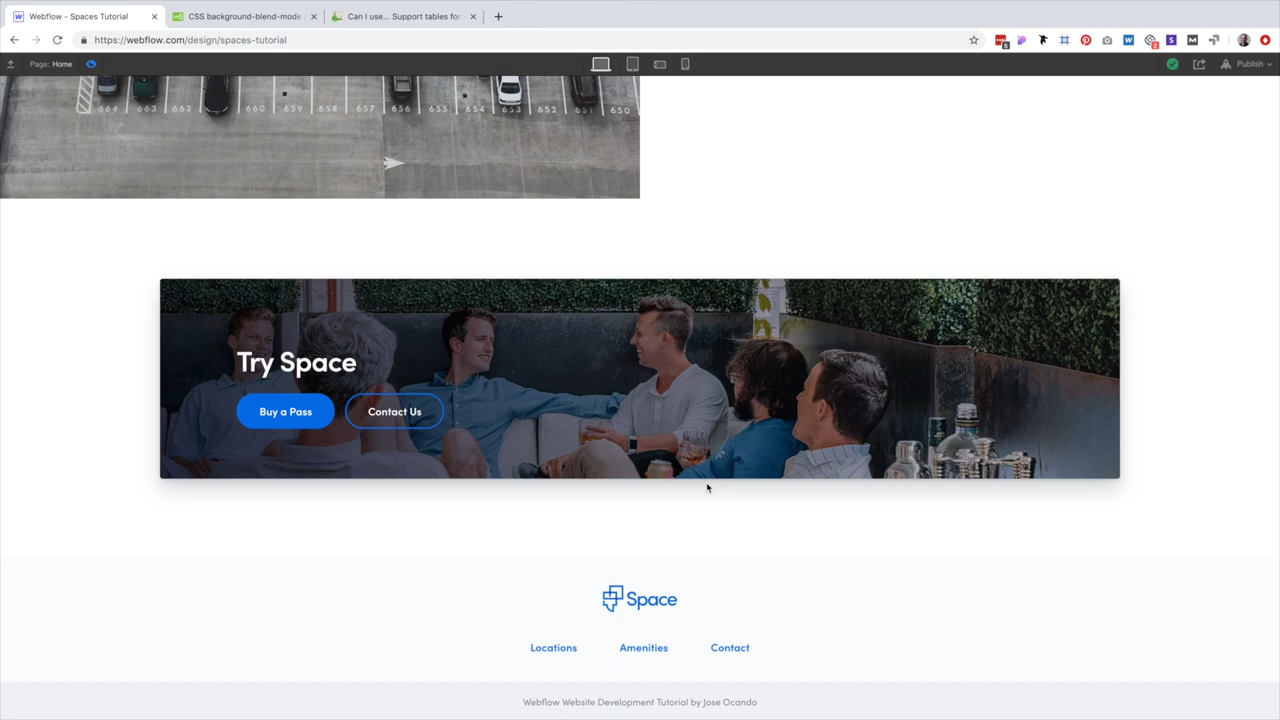 Webflow - Spaces Tutorial
CSS background-blend-mode
Can I use... Support tables for
https://webflow.com/design/spaces-tutorial
Page: Home
Publish
664 663 662 660 659 658 657 656 655 654 653 652 651 650
Try Space
Buy a Pass
Contact Us
Space
Locations
Amenities
Contact
Webflow Website Development Tutorial by Jose Ocando